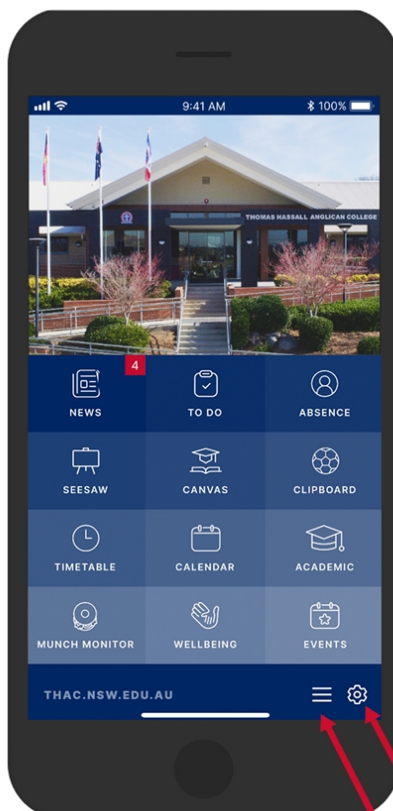 9:41 AM
100%
THOMAS HASSALL ANGLICAN COLLEGE
4
NEWS
TO DO
ABSENCE
SEESAW
CANVAS
CLIPBOARD
TIMETABLE
CALENDAR
ACADEMIC
MUNCH MONITOR
WELLBEING
EVENTS
THAC.NSW.EDU.AU